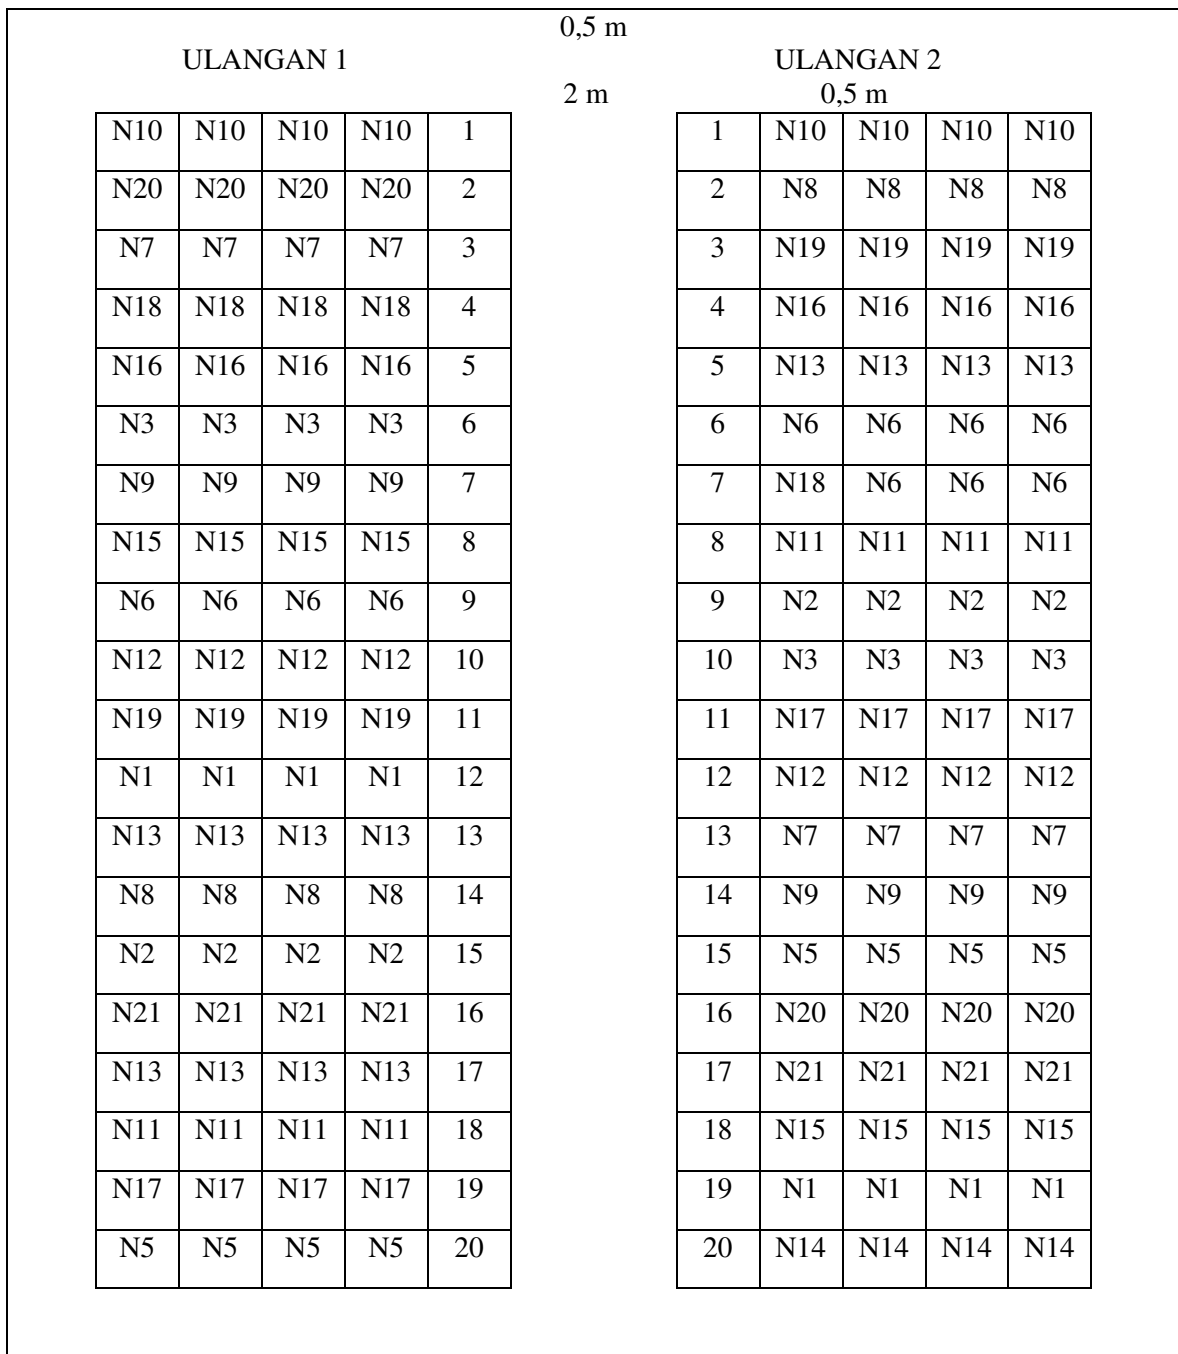 0,5 m
ULANGAN 1 ULANGAN 2
2 m 0,5 m
N10 N10 N10 N10 1 1 N10 N10 N10 N10
N20 N20 N20 N20 2 2 N8 N8 N8 N8
N7 N7 N7 N7 3 3 N19 N19 N19 N19
N18 N18 N18 N18 4 4 N16 N16 N16 N16
N16 N16 N16 N16 5 5 N13 N13 N13 N13
N3 N3 N3 N3 6 6 N6 N6 N6 N6
N9 N9 N9 N9 7 7 N18 N6 N6 N6
N15 N15 N15 N15 8 8 N11 N11 N11 N11
N6 N6 N6 N6 9 9 N2 N2 N2 N2
N12 N12 N12 N12 10 10 N3 N3 N3 N3
N19 N19 N19 N19 11 11 N17 N17 N17 N17
N1 N1 N1 N1 12 12 N12 N12 N12 N12
N13 N13 N13 N13 13 13 N7 N7 N7 N7
N8 N8 N8 N8 14 14 N9 N9 N9 N9
N2 N2 N2 N2 15 15 N5 N5 N5 N5
N21 N21 N21 N21 16 16 N20 N20 N20 N20
N13 N13 N13 N13 17 17 N21 N21 N21 N21
N11 N11 N11 N11 18 18 N15 N15 N15 N15
N17 N17 N17 N17 19 19 N1 N1 N1 N1
N5 N5 N5 N5 20 20 N14 N14 N14 N14